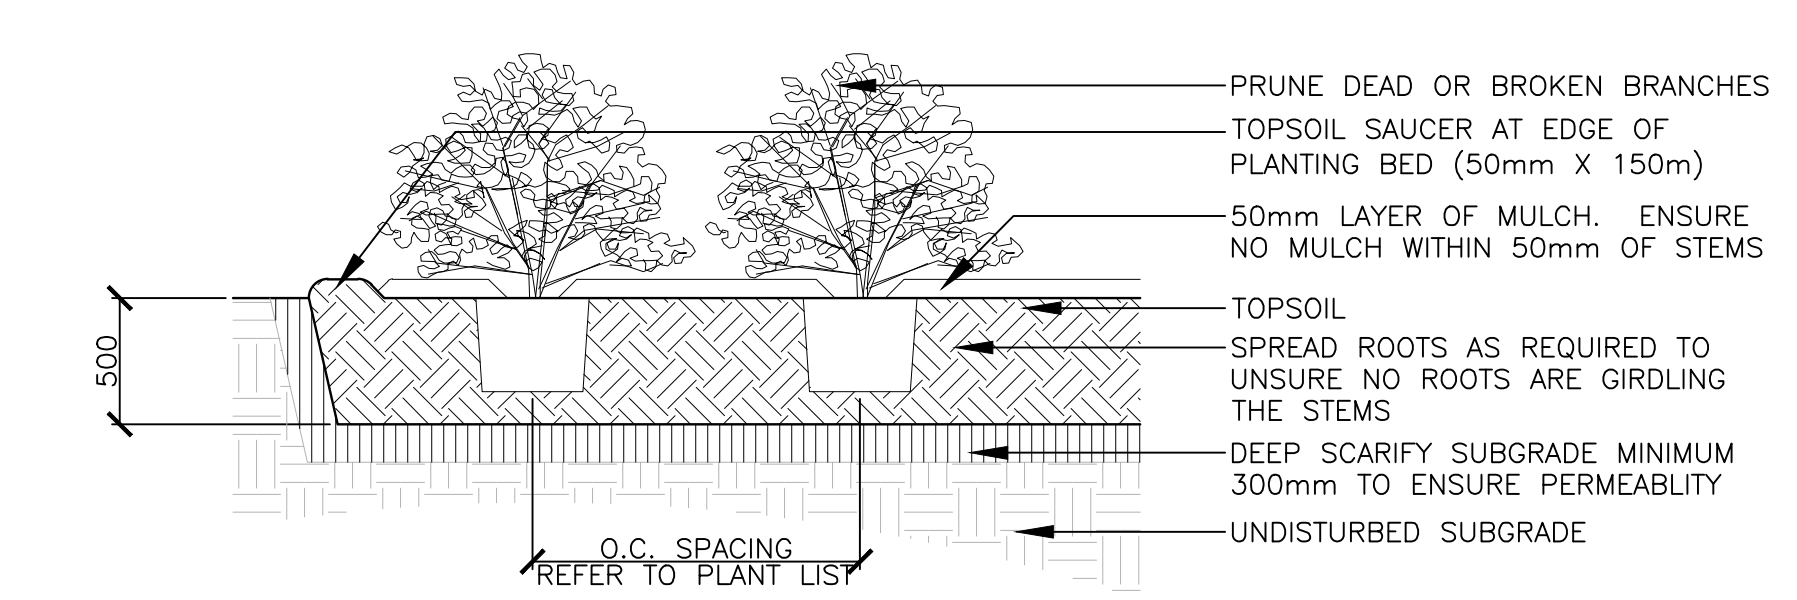 PRUNE DEAD OR BROKEN BRANCHES
TOPSOIL SAUCER AT EDGE OF
PLANTING BED (50mm X 150m)
50mm LAYER OF MULCH. ENSURE
NO MULCH WITHIN 50mm OF STEMS
TOPSOIL
SPREAD ROOTS AS REQUIRED TO
UNSURE NO ROOTS ARE GIRDLING
THE STEMS
DEEP SCARIFY SUBGRADE MINIMUM
300mm TO ENSURE PERMEABLITY
UNDISTURBED SUBGRADE
500
O.C. SPACING
REFER TO PLANT LIST